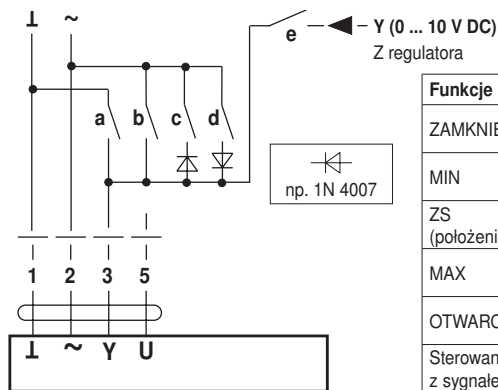 ⊥ ~
e
Y (0 ... 10 V DC)
Z regulatora
a b c d
np. 1N 4007
Funkcje
ZAMKNIĘ
MIN
ZS
(położeni
MAX
OTWARC
Sterowan
z sygnałe
1 2 3 5
⊥ ~ Y U